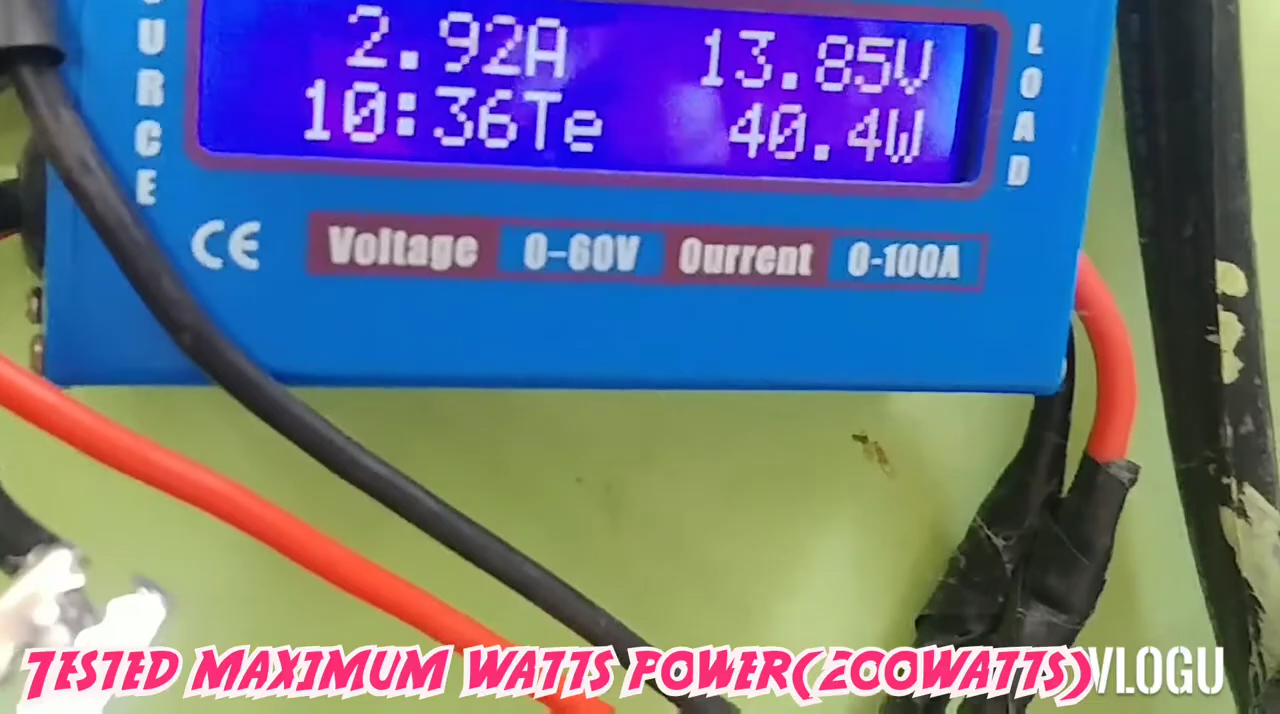 2.92A 13.85V
10:36Te 40.4W
URCE
LOAD
CE Voltage 0-60V Ourrent 0-100A
TESTED MAXIMUM WATTS POWER(200WATTS)
VLOGU